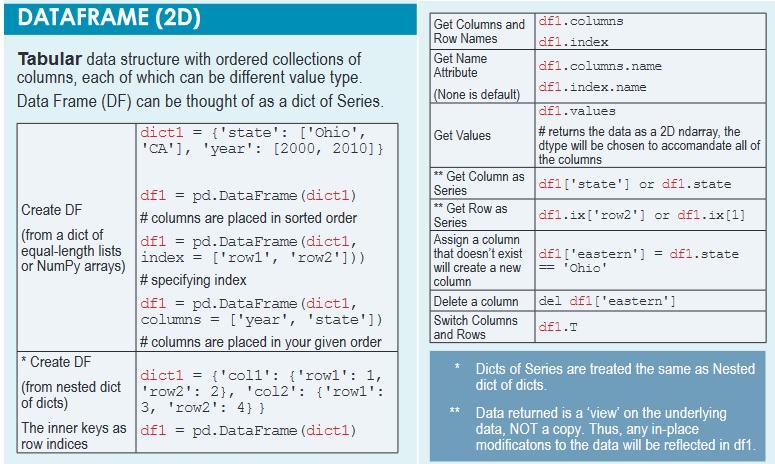 DATAFRAME (2D)
Tabular data structure with ordered collections of
columns, each of which can be different value type.
Data Frame (DF) can be thought of as a dict of Series.
Create DF
(from a dict of
equal-length lists
or NumPy arrays)
dict1 = {'state': ['Ohio',
'CA'], 'year': [2000, 2010]}
df1 = pd.DataFrame(dict1)
# columns are placed in sorted order
df1 = pd.DataFrame(dict1,
index = ['row1', 'row2']))
# specifying index
df1 = pd.DataFrame(dict1,
columns = ['year', 'state'])
# columns are placed in your given order
* Create DF
(from nested dict
of dicts)
The inner keys as
row indices
dict1 = {'col1': {'row1': 1,
'row2': 2}, 'col2': {'row1':
3, 'row2': 4} }
df1 = pd.DataFrame(dict1)
Get Columns and
Row Names
df1.columns
df1.index
Get Name
Attribute
(None is default)
df1.columns.name
df1.index.name
Get Values
df1.values
# returns the data as a 2D ndarray, the
dtype will be chosen to accomandate all of
the columns
** Get Column as
Series
df1['state'] or df1.state
** Get Row as
Series
df1.ix['row2'] or df1.ix[1]
Assign a column
that doesn't exist
will create a new
column
df1['eastern'] = df1.state
== 'Ohio'
Delete a column
del df1['eastern']
Switch Columns
and Rows
df1.T
* Dicts of Series are treated the same as Nested
dict of dicts.
** Data returned is a 'view' on the underlying
data, NOT a copy. Thus, any in-place
modificatons to the data will be reflected in df1.